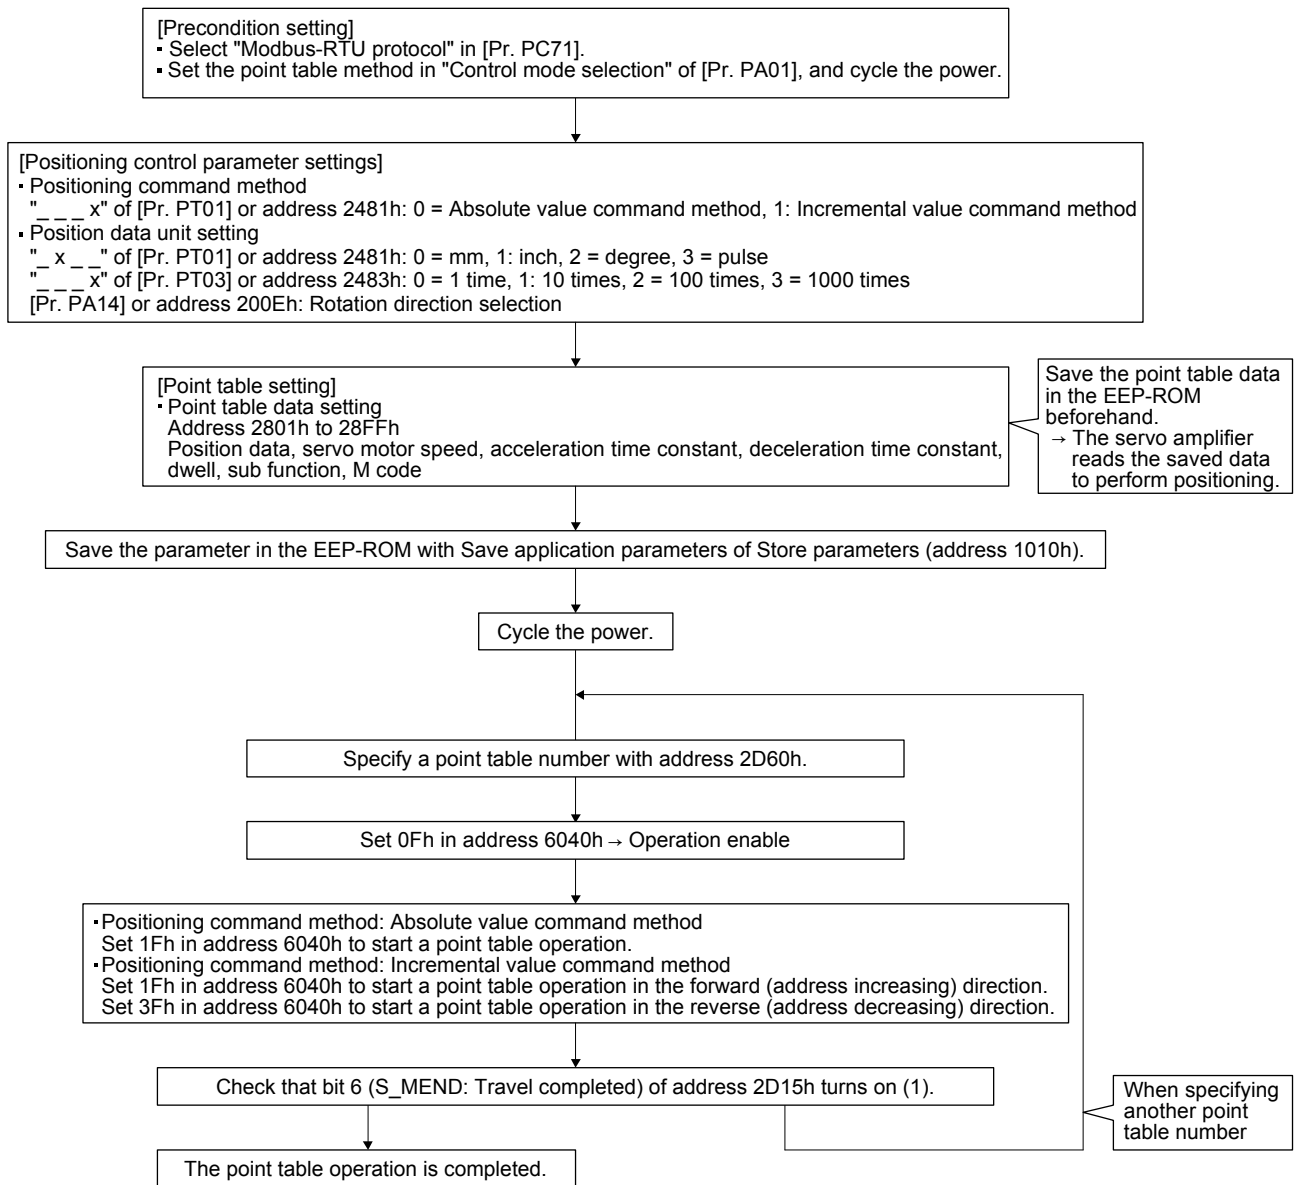 [Precondition setting]
▪ Select "Modbus-RTU protocol" in [Pr. PC71].
▪ Set the point table method in "Control mode selection" of [Pr. PA01], and cycle the power.
[Positioning control parameter settings]
▪ Positioning command method
"_ _ _ x" of [Pr. PT01] or address 2481h: 0 = Absolute value command method, 1: Incremental value command method
▪ Position data unit setting
"_ x _ _" of [Pr. PT01] or address 2481h: 0 = mm, 1: inch, 2 = degree, 3 = pulse
"_ _ _ x" of [Pr. PT03] or address 2483h: 0 = 1 time, 1: 10 times, 2 = 100 times, 3 = 1000 times
[Pr. PA14] or address 200Eh: Rotation direction selection
[Point table setting]
▪ Point table data setting
Address 2801h to 28FFh
Position data, servo motor speed, acceleration time constant, deceleration time constant,
dwell, sub function, M code
Save the point table data
in the EEP-ROM
beforehand.
→ The servo amplifier
reads the saved data
to perform positioning.
Save the parameter in the EEP-ROM with Save application parameters of Store parameters (address 1010h).
Cycle the power.
Specify a point table number with address 2D60h.
Set 0Fh in address 6040h → Operation enable
▪ Positioning command method: Absolute value command method
Set 1Fh in address 6040h to start a point table operation.
▪ Positioning command method: Incremental value command method
Set 1Fh in address 6040h to start a point table operation in the forward (address increasing) direction.
Set 3Fh in address 6040h to start a point table operation in the reverse (address decreasing) direction.
Check that bit 6 (S_MEND: Travel completed) of address 2D15h turns on (1).
When specifying
another point
table number
The point table operation is completed.